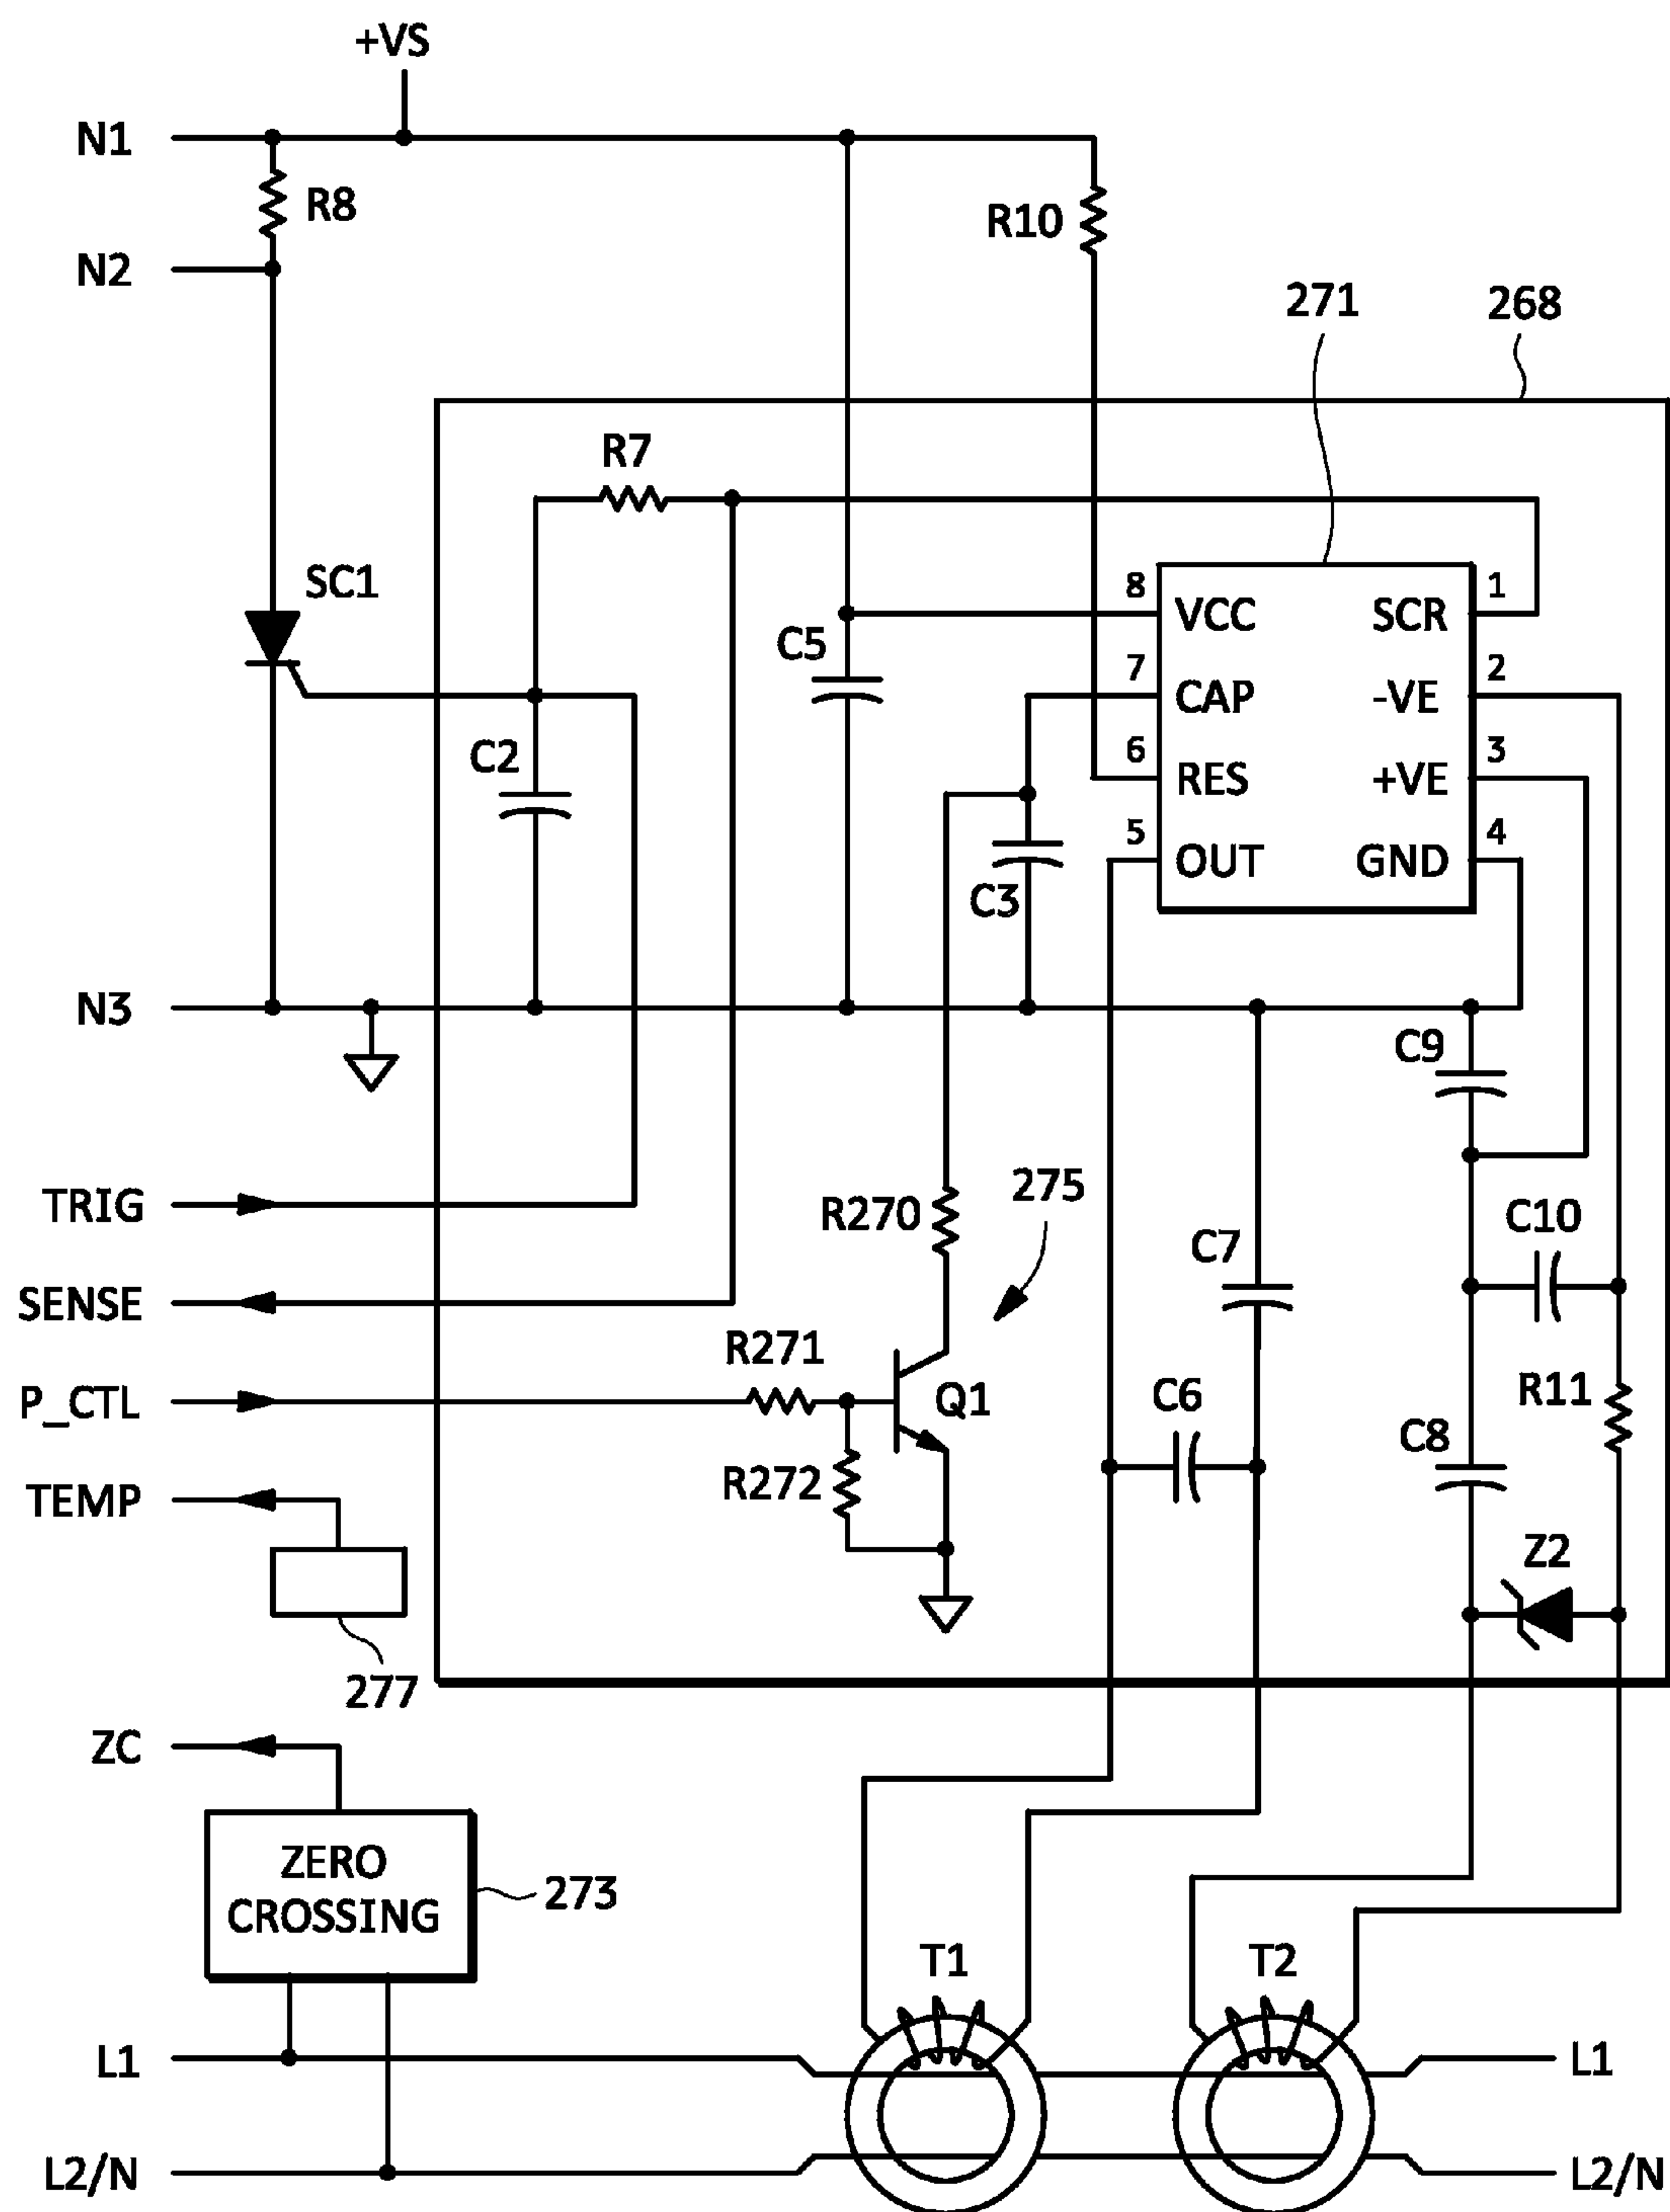 +VS
N1
R8
R10
N2
271
268
R7
SC1
8
VCC
SCR
1
C5
7
CAP
-VE
2
C2
6
RES
+VE
3
5
OUT
GND
4
C3
N3
C9
TRIG
R270
275
C7
C10
SENSE
R271
P_CTL
Q1
C6
R11
R272
C8
TEMP
Z2
277
ZC
ZERO
CROSSING
273
T1
T2
L1
L1
L2/N
L2/N